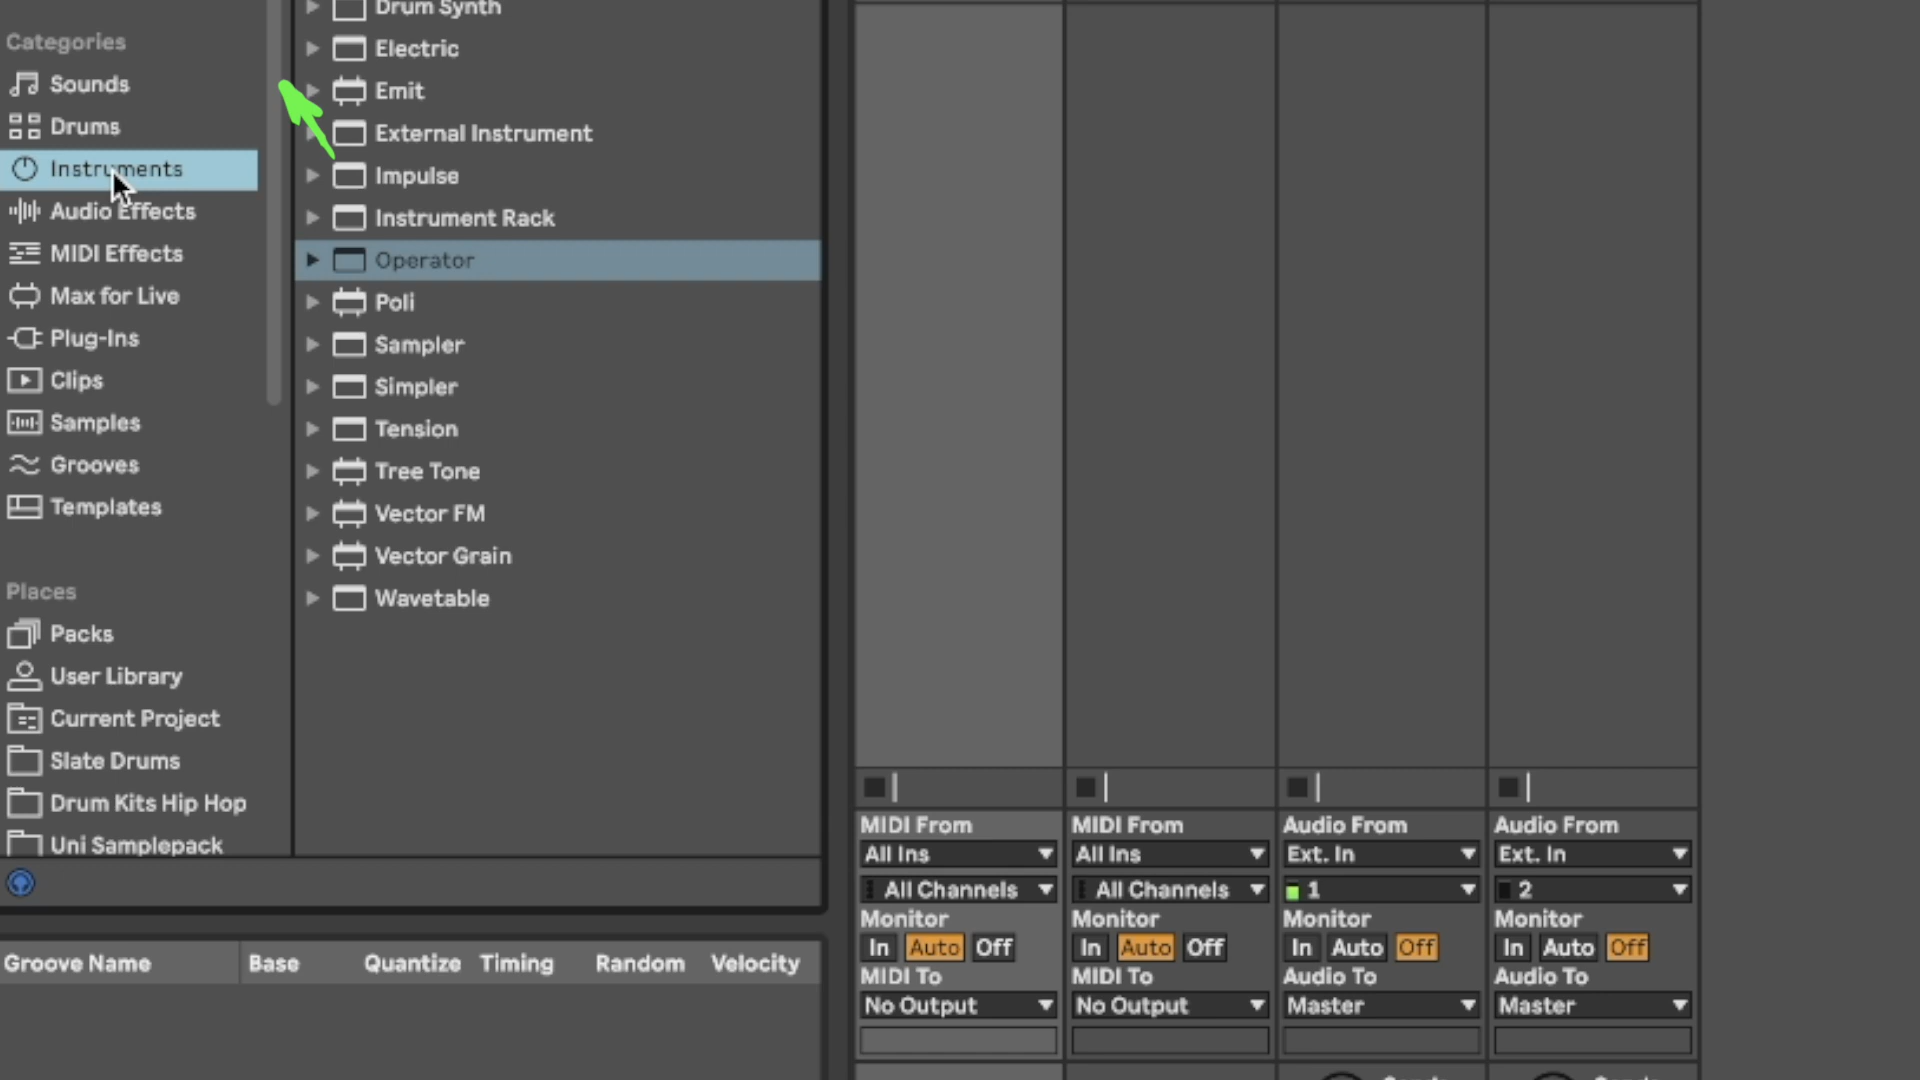 Categories
Sounds
Drums
Instruments
Audio Effects
MIDI Effects
Max for Live
Plug-Ins
Clips
Samples
Grooves
Templates
Places
Packs
User Library
Current Project
Slate Drums
Drum Kits Hip Hop
Uni Samplepack
Drum Synth
Electric
Emit
External Instrument
Impulse
Instrument Rack
Operator
Poli
Sampler
Simpler
Tension
Tree Tone
Vector FM
Vector Grain
Wavetable
Groove Name Base Quantize Timing Random Velocity
MIDI From
All Ins
All Channels
Monitor
In Auto Off
MIDI To
No Output
MIDI From
All Ins
All Channels
Monitor
In Auto Off
MIDI To
No Output
Audio From
Ext. In
1
Monitor
In Auto Off
Audio To
Master
Audio From
Ext. In
2
Monitor
In Auto Off
Audio To
Master